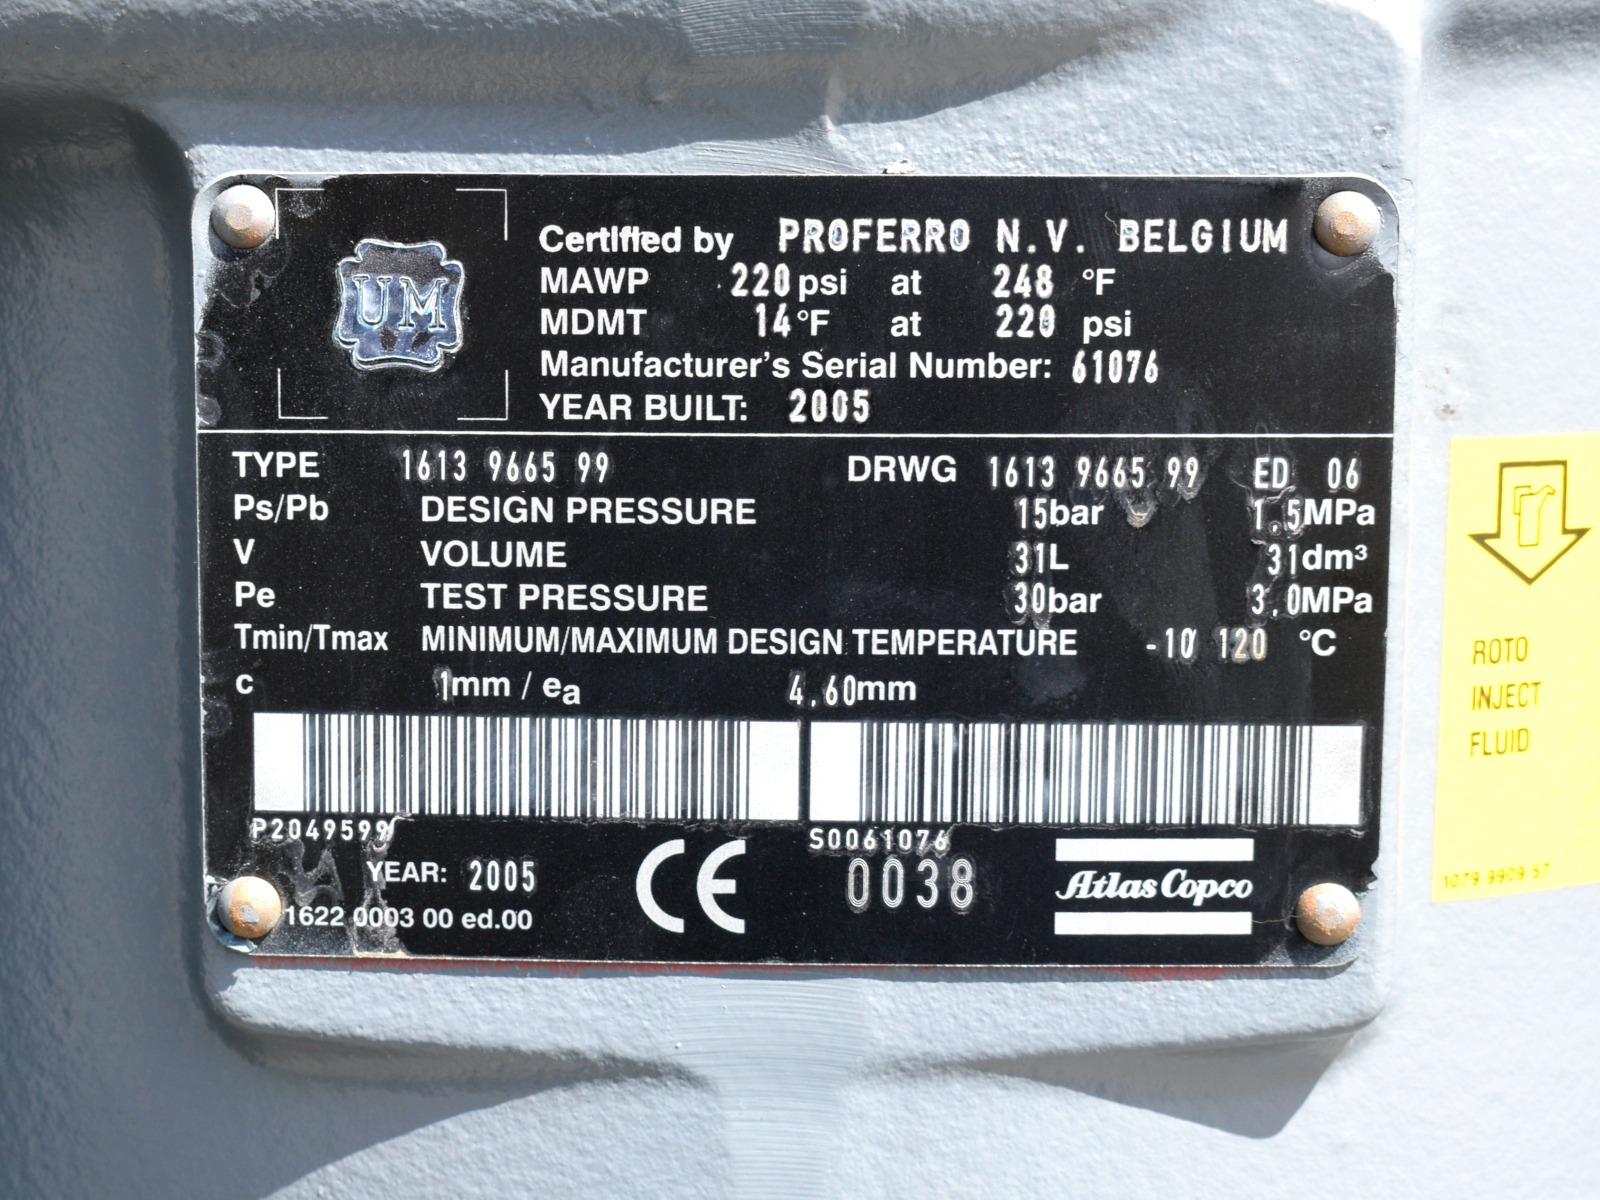 UM
Certified by PROFERRO N.V. BELGIUM
MAWP 220 psi at 248 °F
MDMT 14 °F at 220 psi
Manufacturer's Serial Number: 61076
YEAR BUILT: 2005
TYPE 1613 9665 99 DRWG 1613 9665 99 ED 06
Ps/Pb DESIGN PRESSURE 15bar 1.5MPa
V VOLUME 31L 31dm³
Pe TEST PRESSURE 30bar 3.0MPa
Tmin/Tmax MINIMUM/MAXIMUM DESIGN TEMPERATURE -10 120 °C
c 1mm / ea 4.60mm
P2049599 S0061076
YEAR: 2005 CE 0038 Atlas Copco
1622 0003 00 ed.00
ROTO
INJECT
FLUID
1079 9909 57